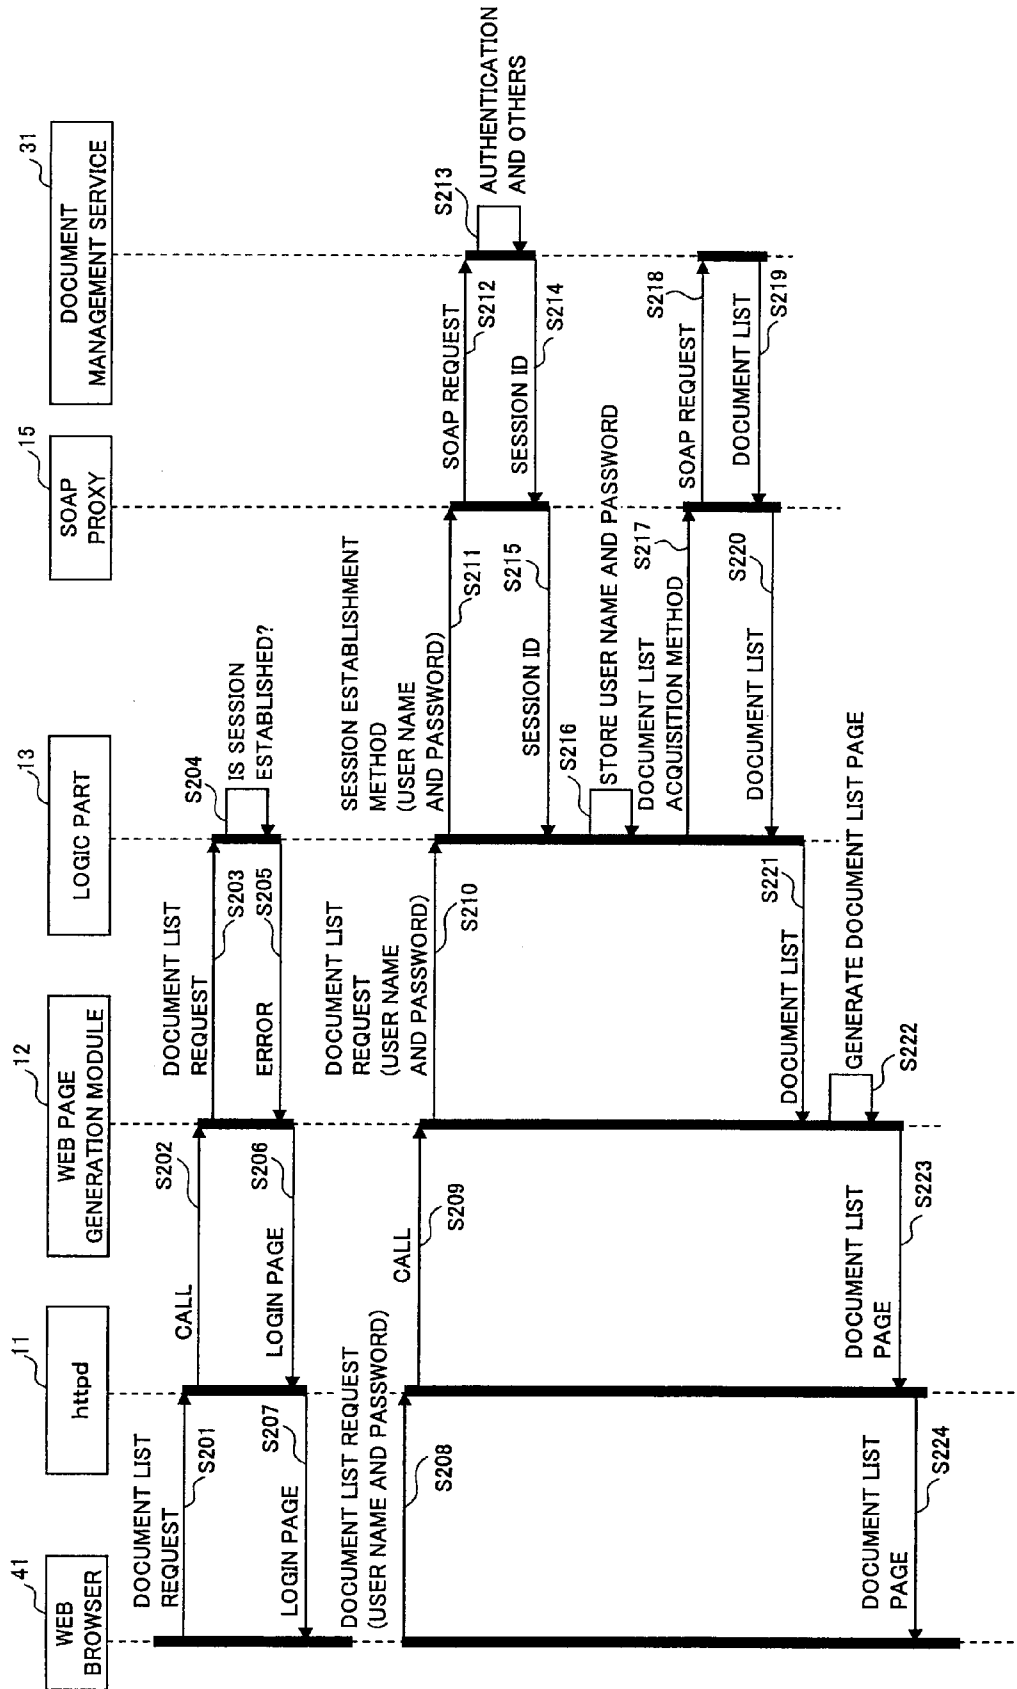 41
WEB
BROWSER
11
httpd
12
WEB PAGE
GENERATION MODULE
13
LOGIC PART
15
SOAP
PROXY
31
DOCUMENT
MANAGEMENT SERVICE
DOCUMENT LIST
REQUEST
S201
CALL
S202
DOCUMENT LIST
REQUEST
S203
S204
IS SESSION
ESTABLISHED?
S205
ERROR
S206
LOGIN PAGE
S207
LOGIN PAGE
DOCUMENT LIST REQUEST
(USER NAME AND PASSWORD)
S208
CALL
S209
DOCUMENT LIST
REQUEST
(USER NAME
AND PASSWORD)
S210
SESSION ESTABLISHMENT
METHOD
(USER NAME
AND PASSWORD)
S211
SOAP REQUEST
S212
S213
AUTHENTICATION
AND OTHERS
SESSION ID
S214
SESSION ID
S215
S216
STORE USER NAME AND PASSWORD
DOCUMENT LIST
ACQUISITION METHOD
S217
SOAP REQUEST
S218
DOCUMENT LIST
S219
DOCUMENT LIST
S220
DOCUMENT LIST
S221
GENERATE DOCUMENT LIST PAGE
S222
DOCUMENT LIST
PAGE
S223
DOCUMENT LIST
PAGE
S224